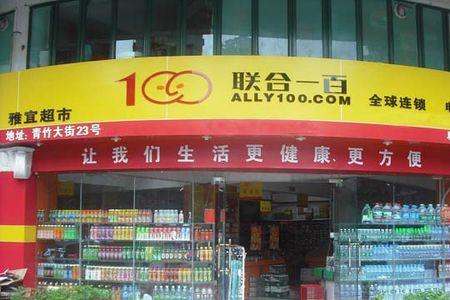 100
联合一百
ALLY100.COM
全球连锁
雅宜超市
地址：青竹大街23号
让我们生活更健康、更方便